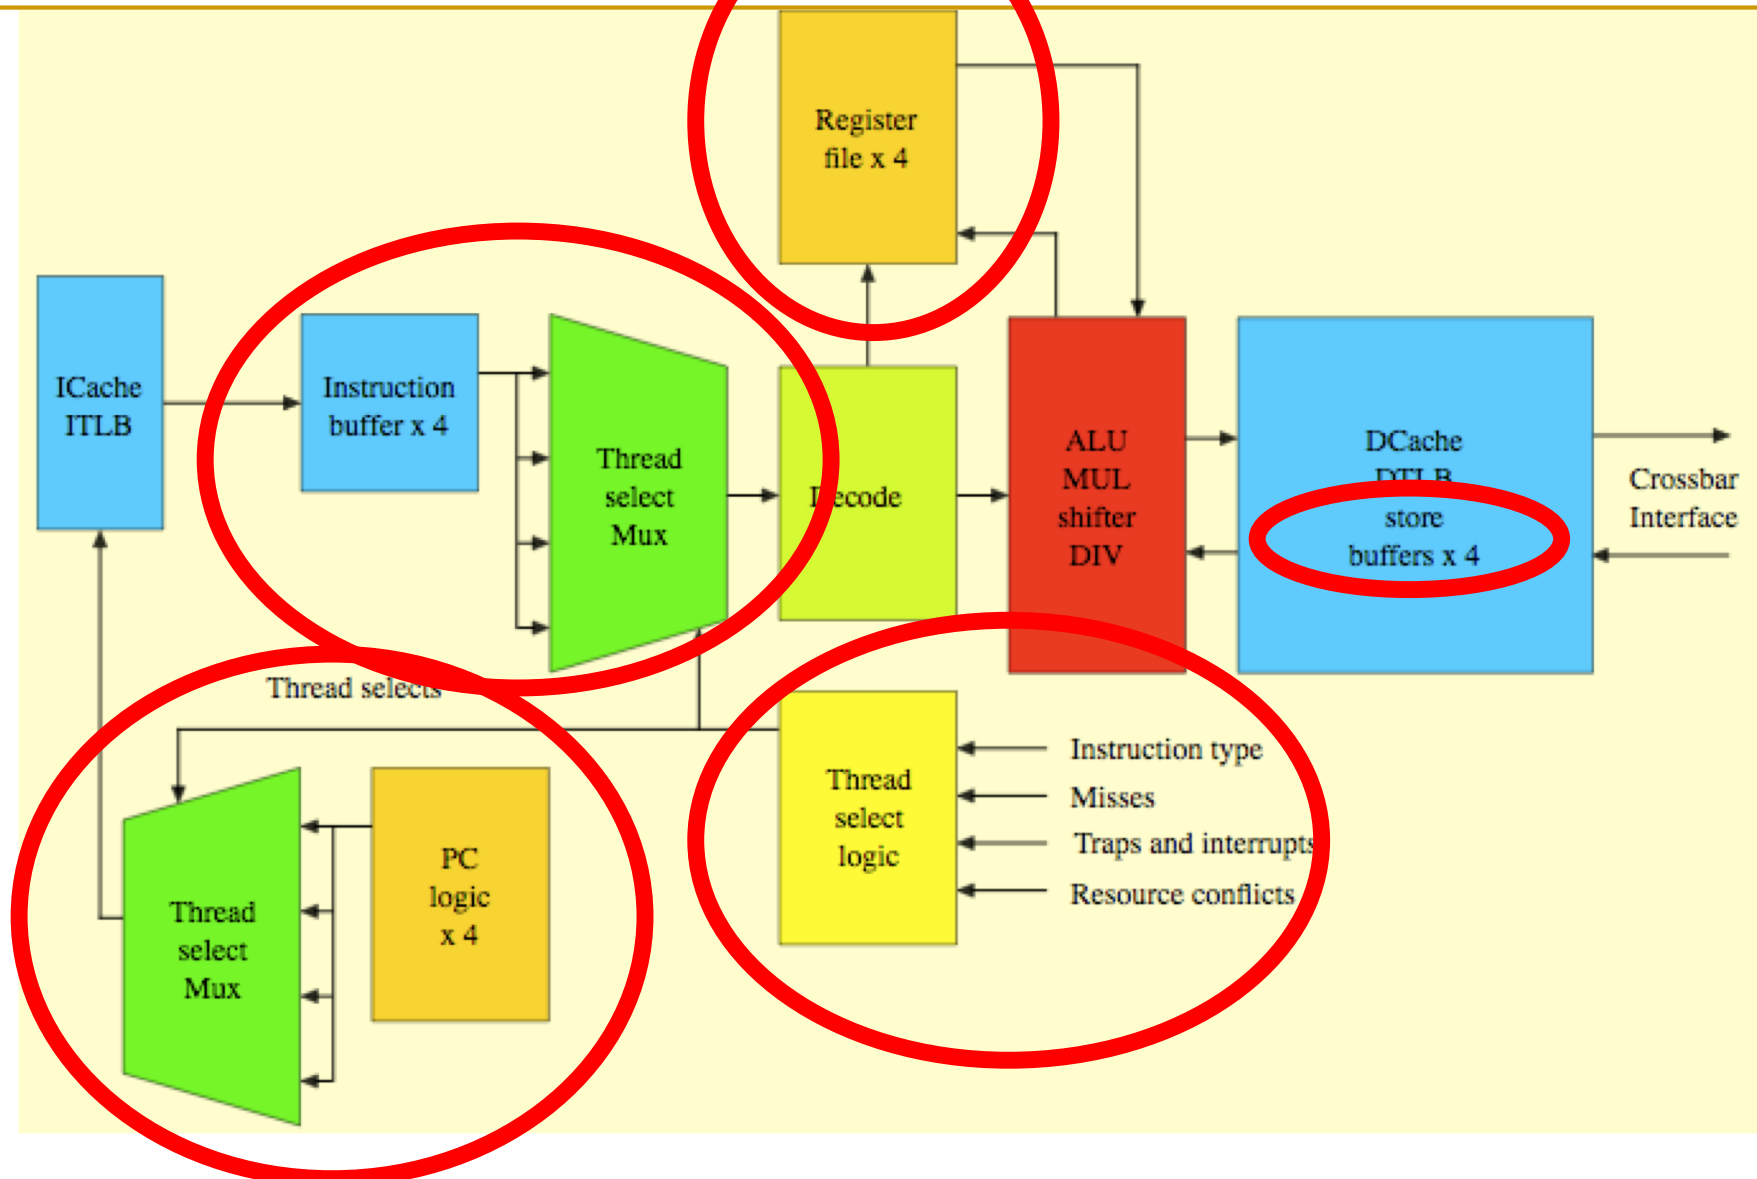 Register
file x 4
ICache
ITLB
Instruction
buffer x 4
Thread
select
Mux
Decode
ALU
MUL
shifter
DIV
DCache
DTLB
store
buffers x 4
Crossbar
Interface
Thread selects
Thread
select
Mux
PC
logic
x 4
Thread
select
logic
Instruction type
Misses
Traps and interrupts
Resource conflicts